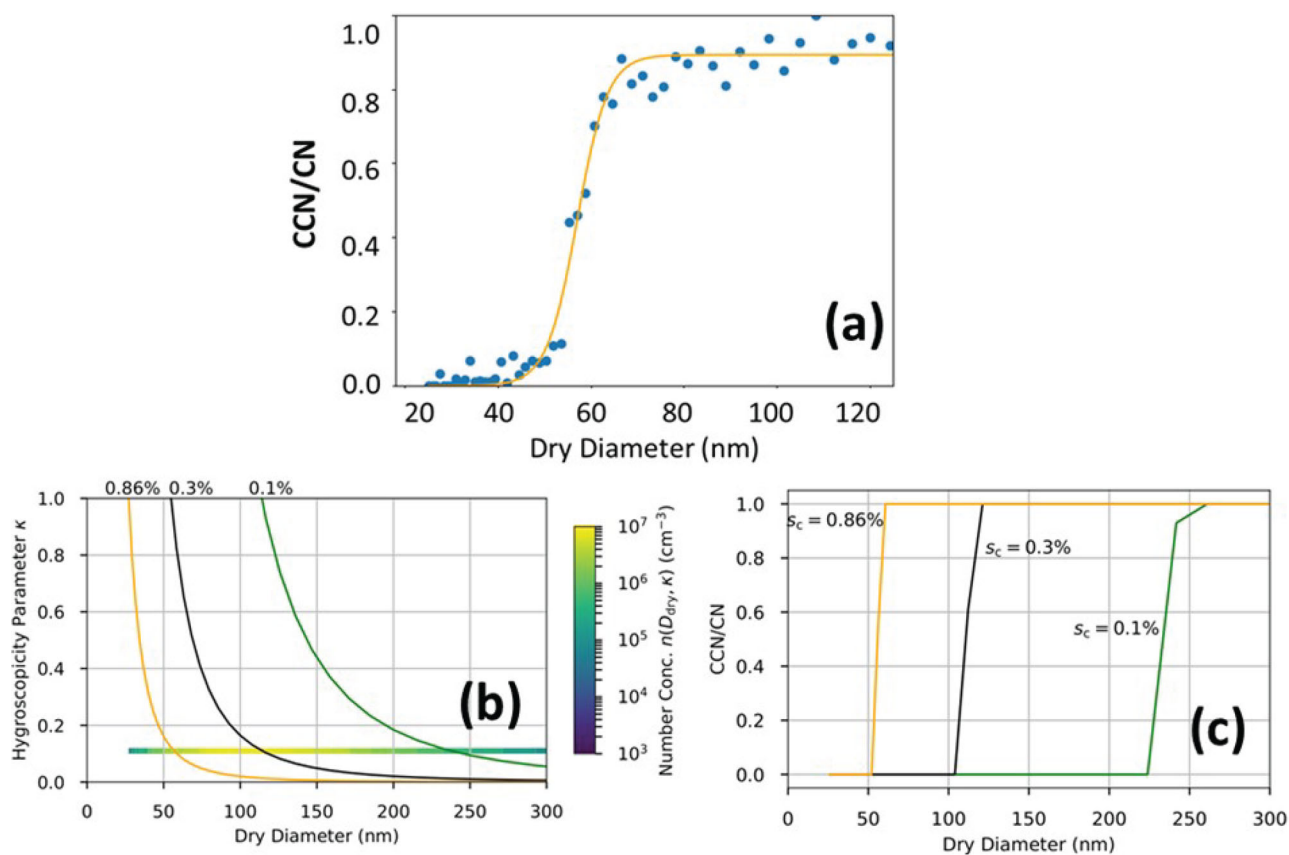 1.0
0.8
0.6
0.4
0.2
0.0
CCN/CN
(a)
20 40 60 80 100 120
Dry Diameter (nm)
0.86% 0.3% 0.1%
1.0
0.8
0.6
0.4
0.2
0.0
Hygroscopicity Parameter κ
(b)
0 50 100 150 200 250 300
Dry Diameter (nm)
10⁷
10⁶
10⁵
10⁴
10³
Number Conc. n(D_dry, κ) (cm⁻³)
1.0
0.8
0.6
0.4
0.2
0.0
CCN/CN
s_c = 0.86%
s_c = 0.3%
s_c = 0.1%
(c)
0 50 100 150 200 250 300
Dry Diameter (nm)